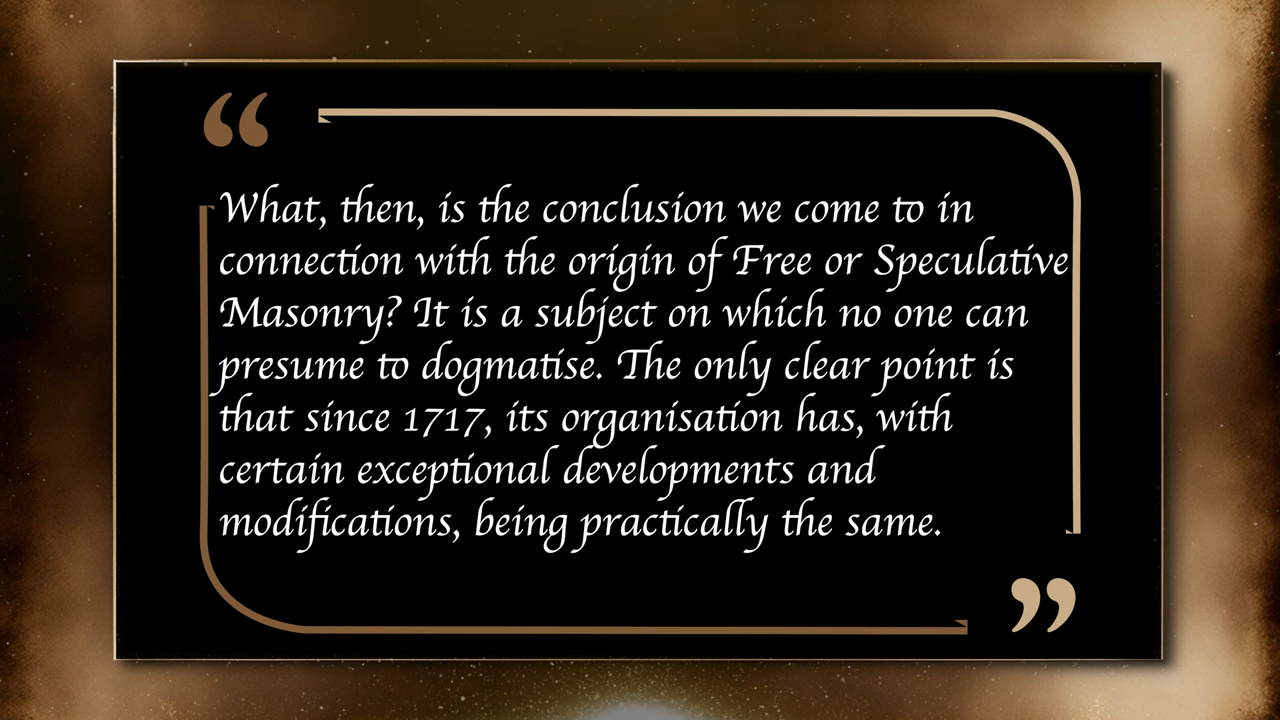 “
What, then, is the conclusion we come to in
connection with the origin of Free or Speculative
Masonry? It is a subject on which no one can
presume to dogmatise. The only clear point is
that since 1717, its organisation has, with
certain exceptional developments and
modifications, being practically the same.
”